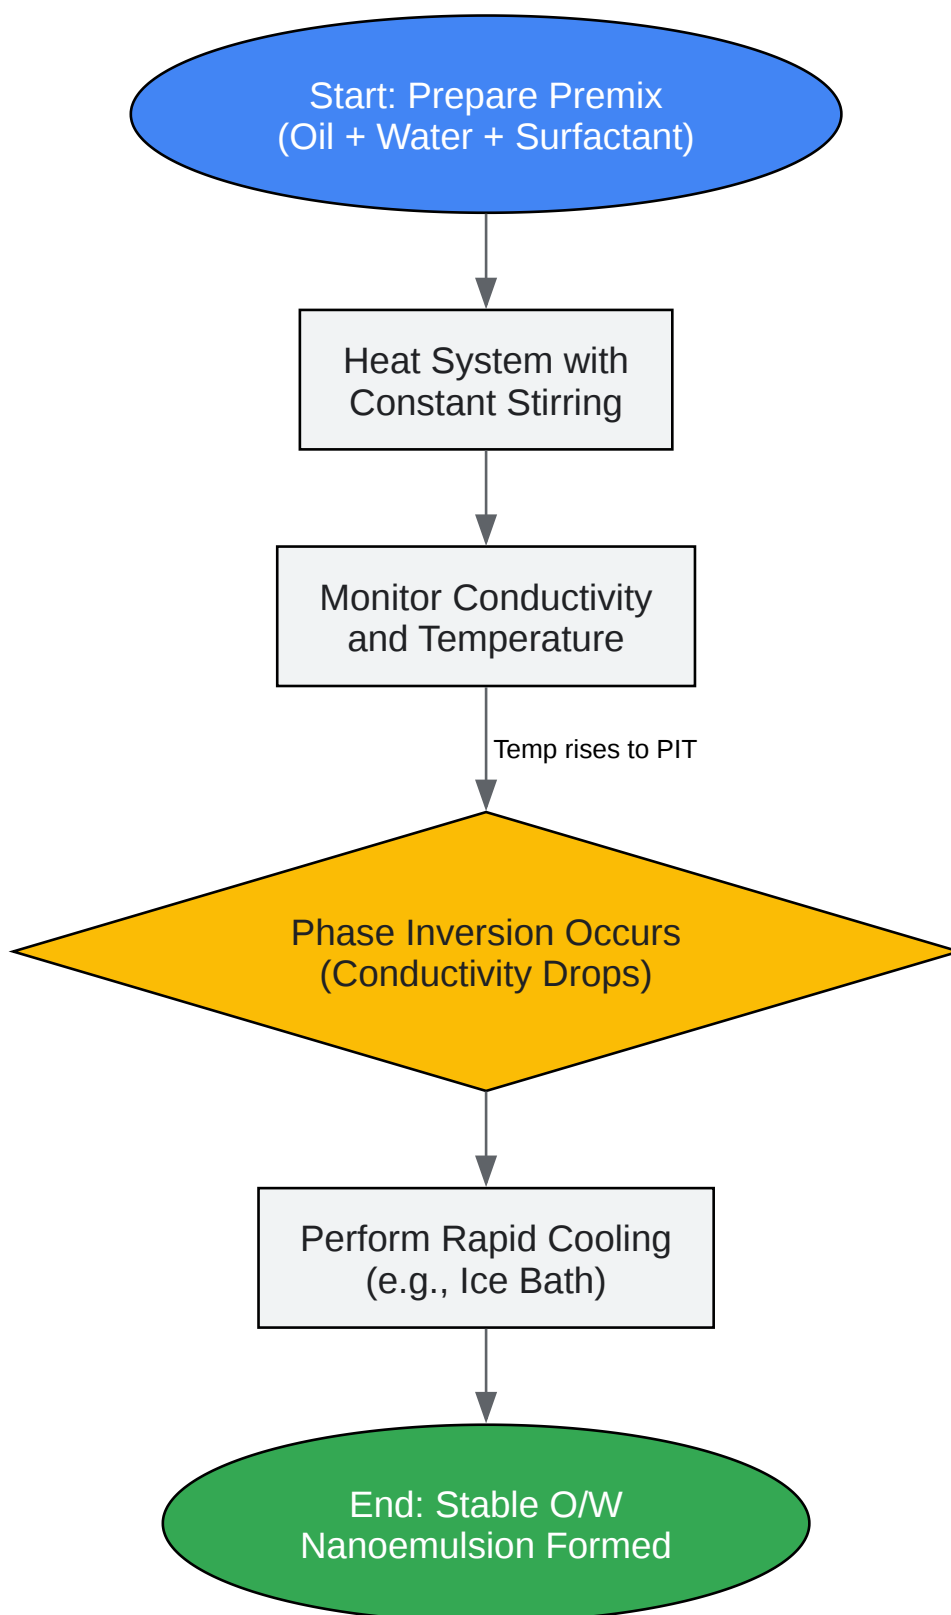 Start: Prepare Premix
(Oil + Water + Surfactant)
Heat System with
Constant Stirring
Monitor Conductivity
and Temperature
Temp rises to PIT
Phase Inversion Occurs
(Conductivity Drops)
Perform Rapid Cooling
(e.g., Ice Bath)
End: Stable O/W
Nanoemulsion Formed